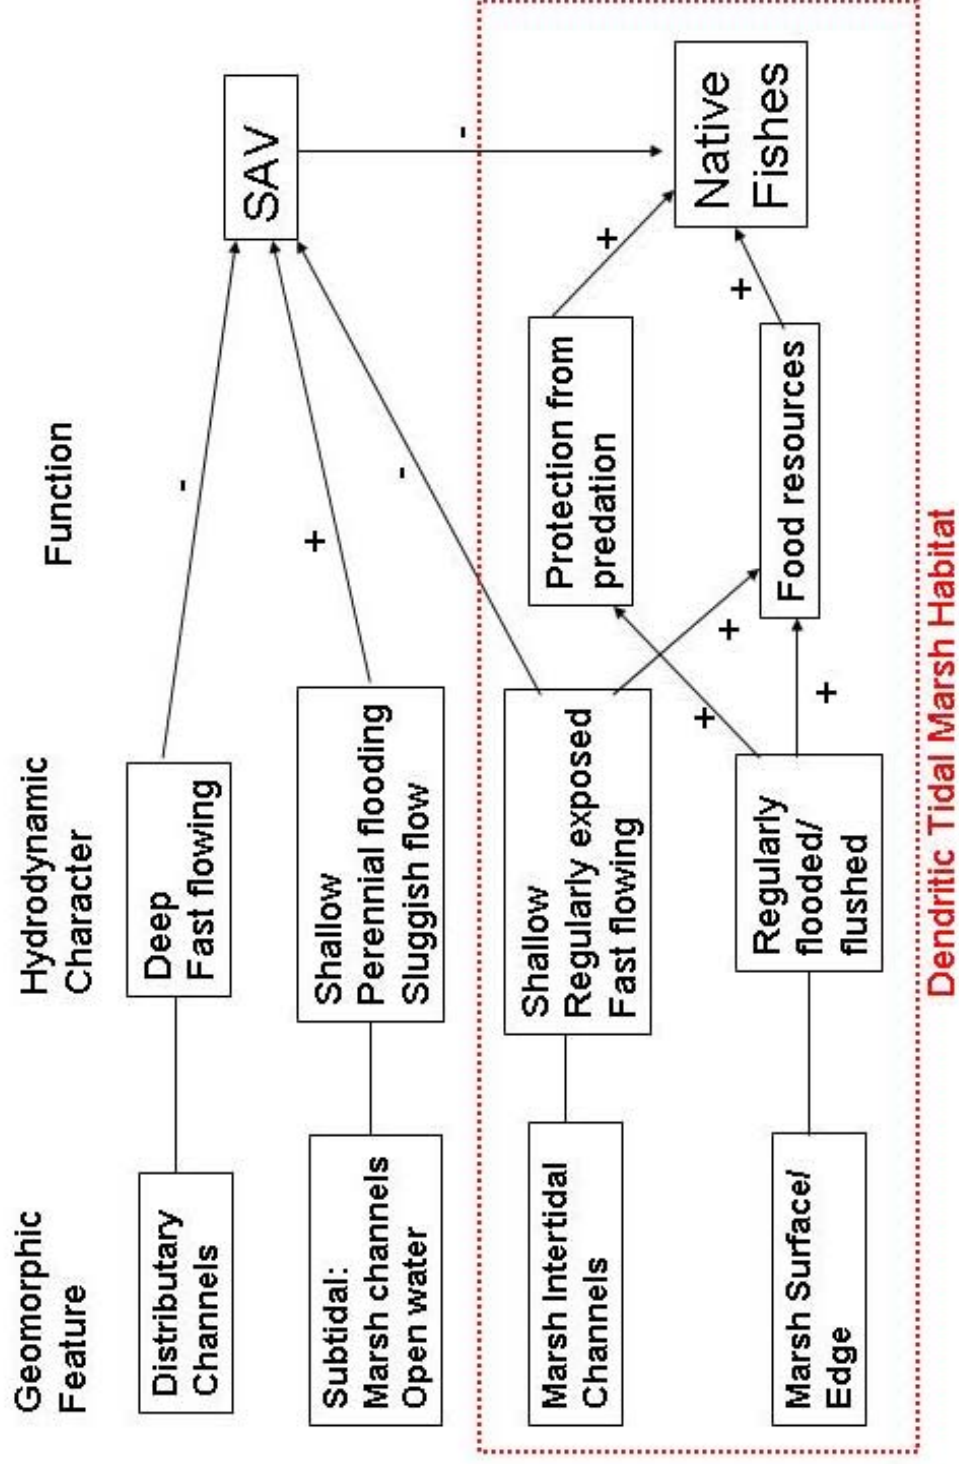 Geomorphic
Feature
Hydrodynamic
Character
Function
Distributary
Channels
Deep
Fast flowing
-
SAV
Subtidal:
Marsh channels
Open water
Shallow
Perennial flooding
Sluggish flow
+
-
-
Marsh Intertidal
Channels
Shallow
Regularly exposed
Fast flowing
Protection from
predation
+
Native
Fishes
Marsh Surface/
Edge
Regularly
flooded/
flushed
+
+
+
Food resources
+
Dendritic Tidal Marsh Habitat